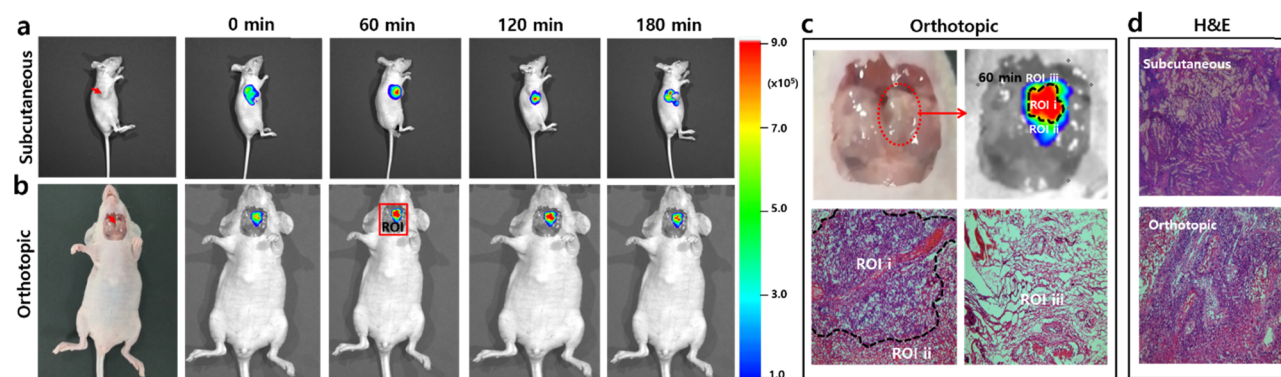 a
0 min
60 min
120 min
180 min
Subcutaneous
b
Orthotopic
ROI
9.0
(x10⁵)
7.0
5.0
3.0
1.0
c
Orthotopic
60 min
ROI iii
ROI i
ROI ii
ROI i
ROI ii
ROI iii
d
H&E
Subcutaneous
Orthotopic